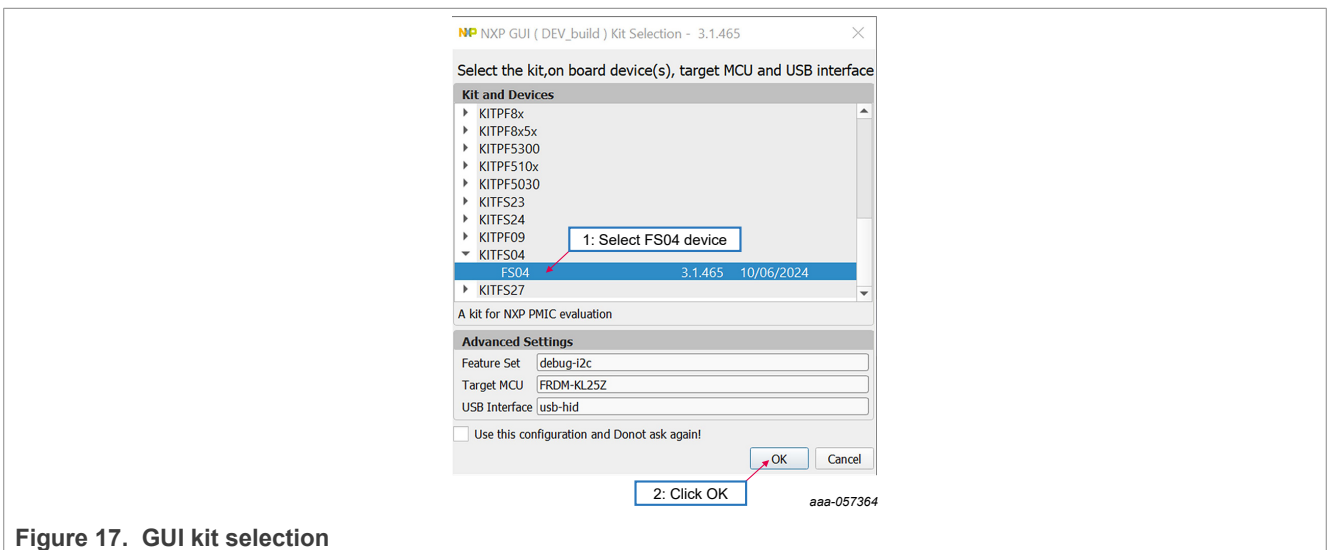 NXP NXP GUI ( DEV_build ) Kit Selection - 3.1.465
Select the kit,on board device(s), target MCU and USB interface
Kit and Devices
KITPF8x
KITPF8x5x
KITPF5300
KITPF510x
KITPF5030
KITFS23
KITFS24
KITPF09
1: Select FS04 device
KITFS04
FS04 3.1.465 10/06/2024
KITFS27
A kit for NXP PMIC evaluation
Advanced Settings
Feature Set debug-i2c
Target MCU FRDM-KL25Z
USB Interface usb-hid
Use this configuration and Donot ask again!
OK Cancel
2: Click OK
aaa-057364
Figure 17. GUI kit selection